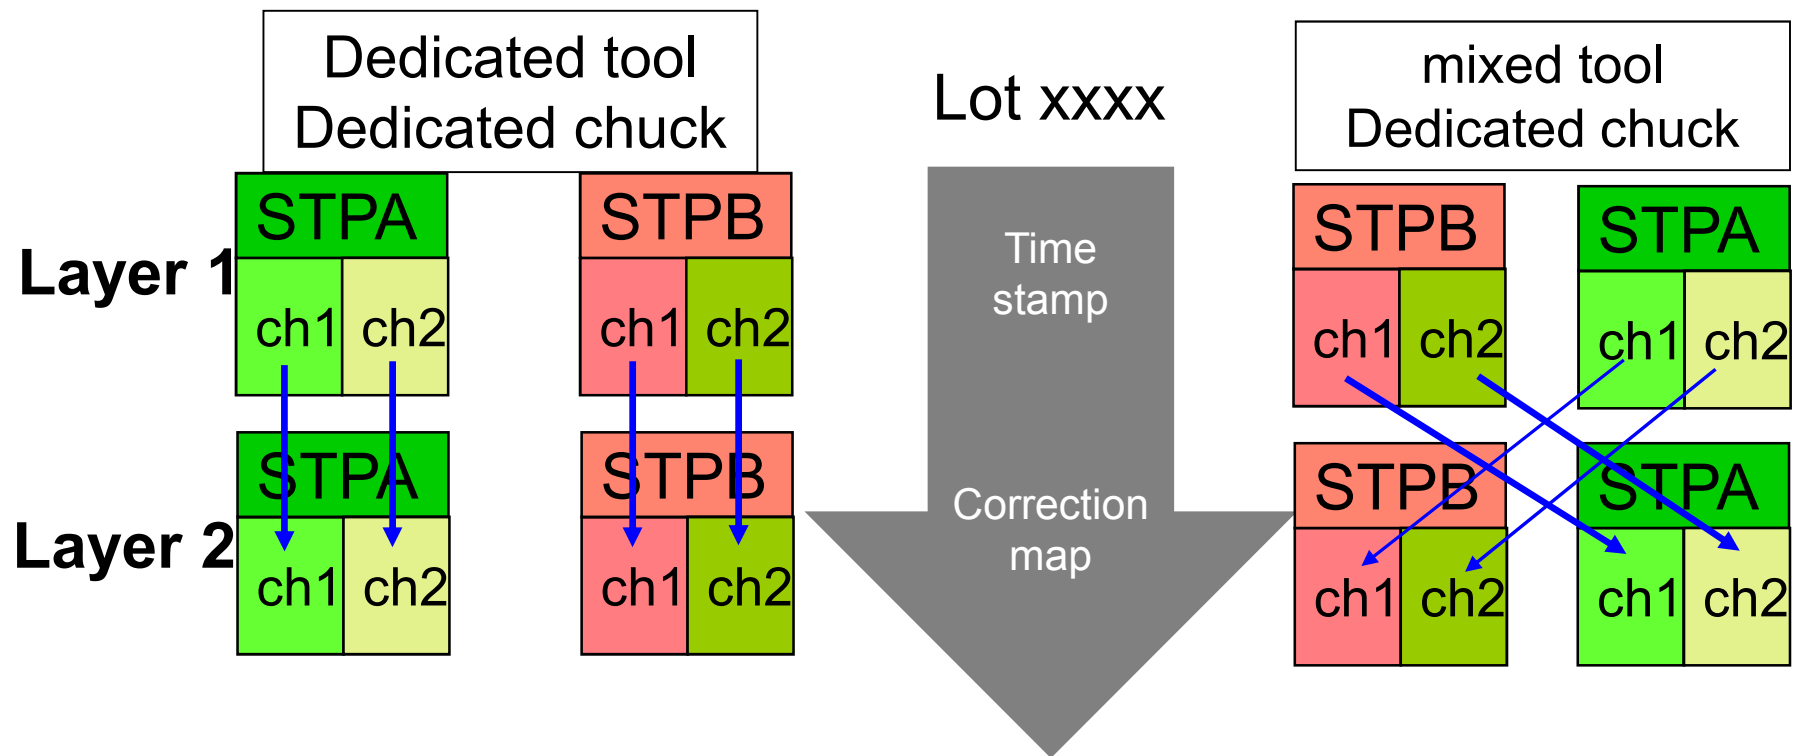 Dedicated tool
Dedicated chuck
Lot xxxx
mixed tool
Dedicated chuck
Layer 1
STPA
STPB
ch1 ch2
ch1 ch2
Time
stamp
STPB
STPA
ch1 ch2
ch1 ch2
Layer 2
STPA
STPB
ch1 ch2
ch1 ch2
Correction
map
STPB
STPA
ch1 ch2
ch1 ch2